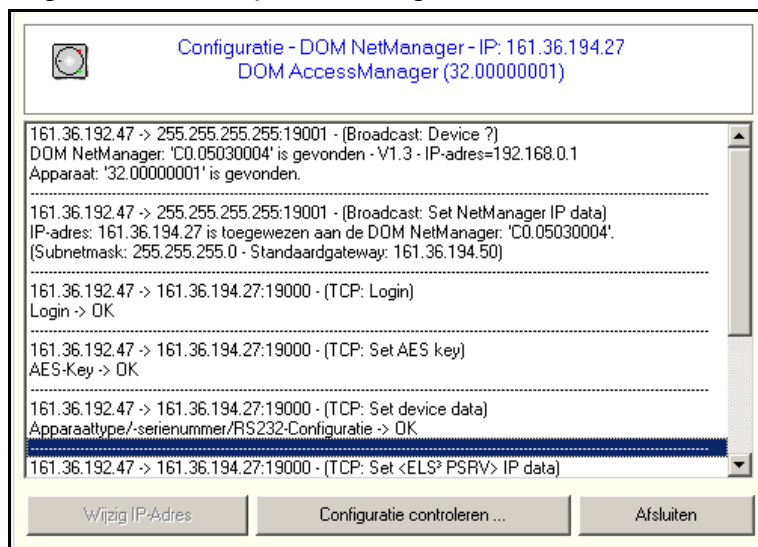 Configuratie - DOM NetManager - IP: 161.36.194.27
DOM AccessManager (32.00000001)
161.36.192.47 -> 255.255.255.255:19001 - (Broadcast: Device ?)
DOM NetManager: 'C0.05030004' is gevonden - V1.3 - IP-adres=192.168.0.1
Apparaat: '32.00000001' is gevonden.
161.36.192.47 -> 255.255.255.255:19001 - (Broadcast: Set NetManager IP data)
IP-adres: 161.36.194.27 is toegewezen aan de DOM NetManager: 'C0.05030004'.
(Subnetmask: 255.255.255.0 - Standaardgateway: 161.36.194.50)
161.36.192.47 -> 161.36.194.27:19000 - (TCP: Login)
Login -> OK
161.36.192.47 -> 161.36.194.27:19000 - (TCP: Set AES key)
AES-Key -> OK
161.36.192.47 -> 161.36.194.27:19000 - (TCP: Set device data)
Apparaattype/-serienummer/RS232-Configuratie -> OK
161.36.192.47 -> 161.36.194.27:19000 - (TCP: Set <ELS³ PSRV> IP data)
Wijzig IP-Adres
Configuratie controleren ...
Afsluiten